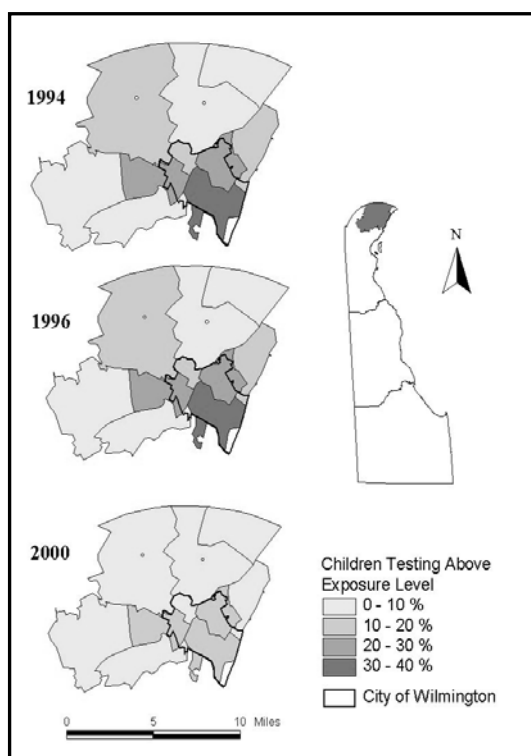 1994
1996
2000
N
Children Testing Above
Exposure Level
0 - 10 %
10 - 20 %
20 - 30 %
30 - 40 %
City of Wilmington
0 5 10 Miles